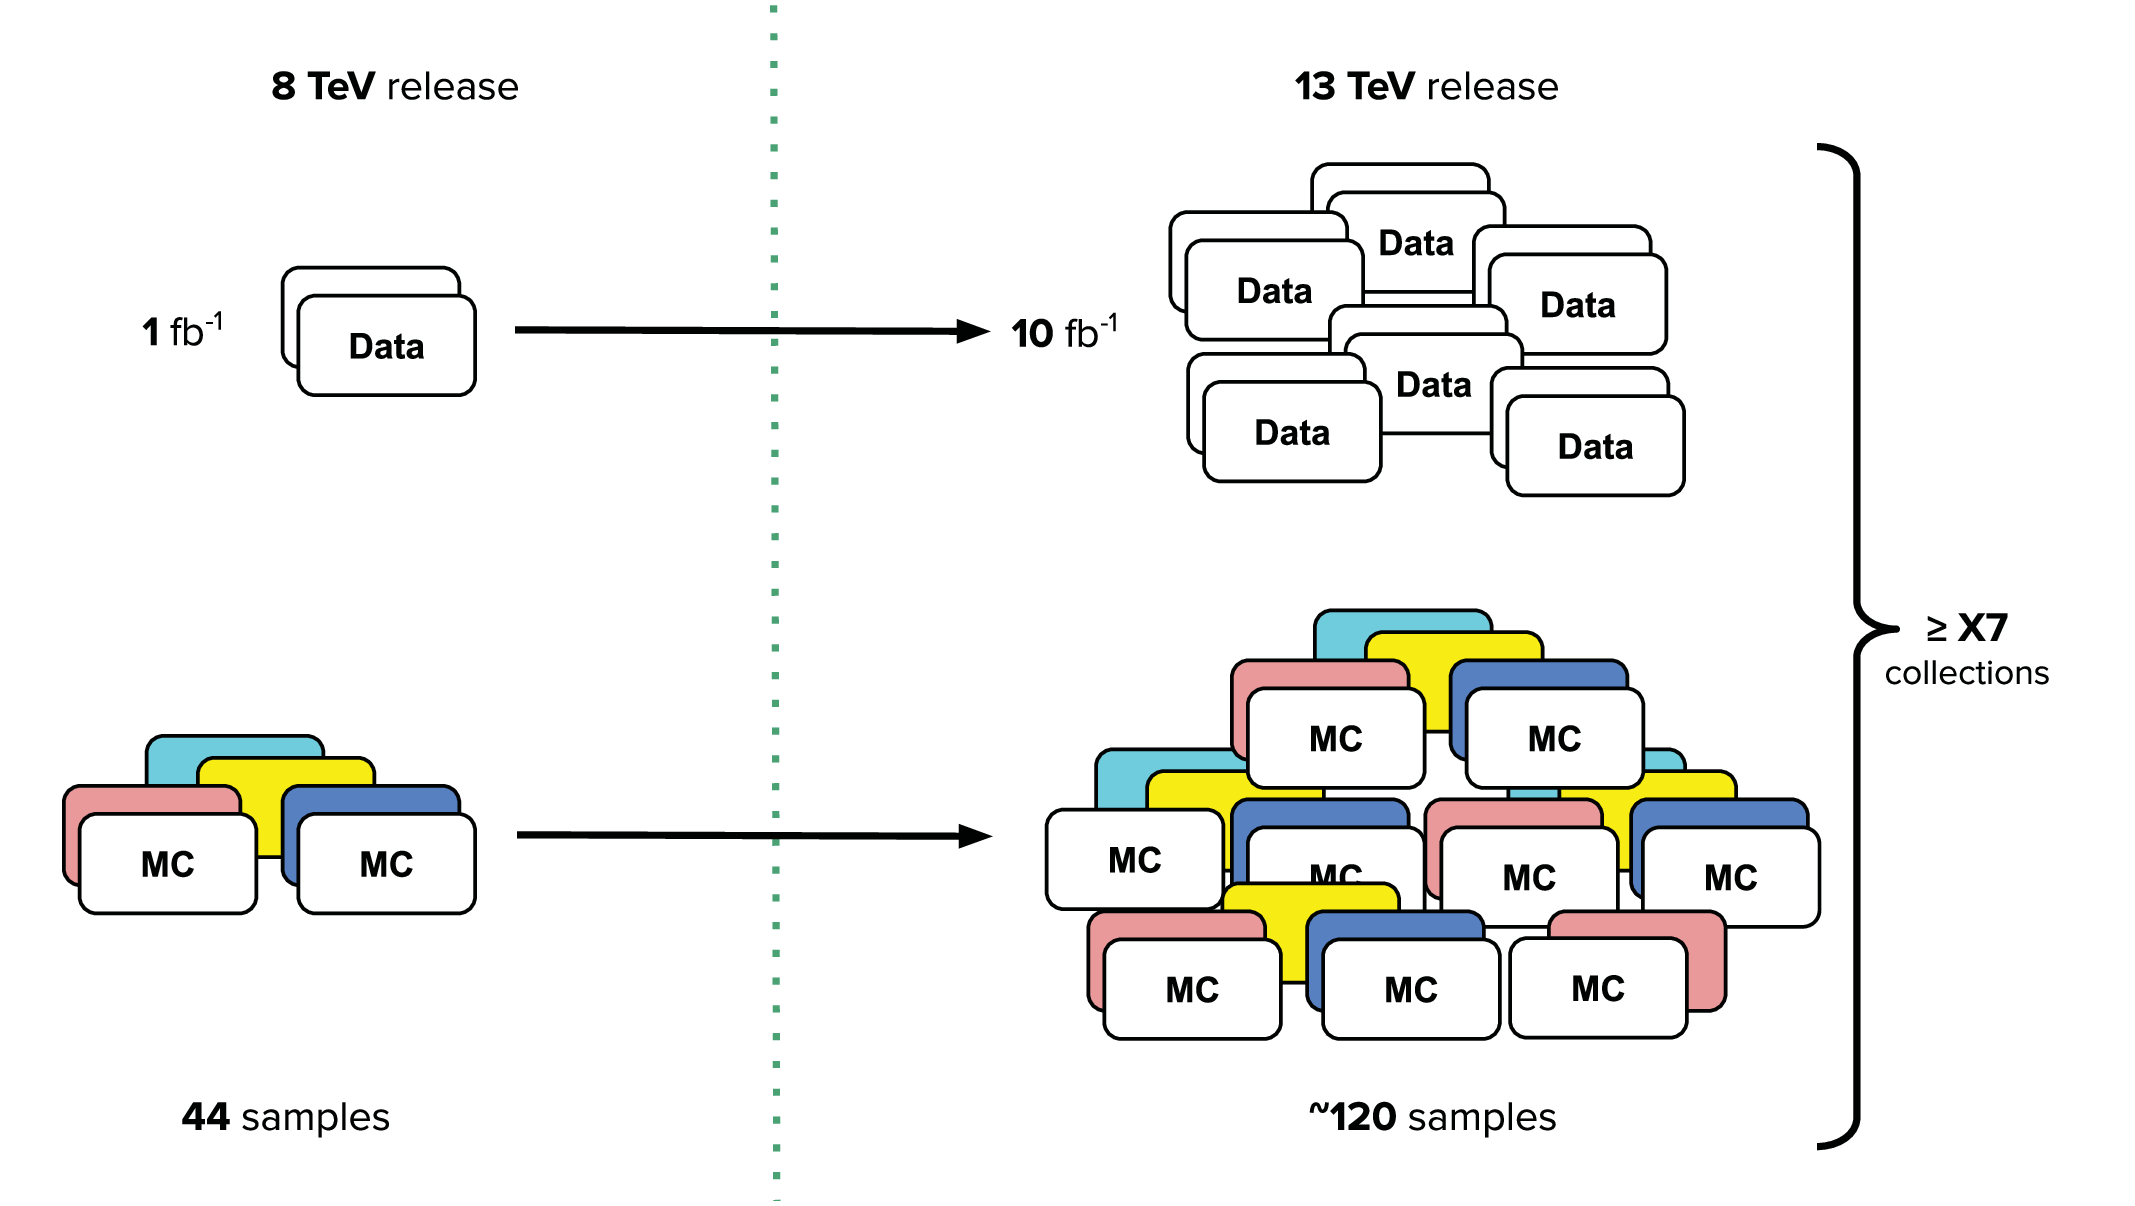 8 TeV release
13 TeV release
1 fb⁻¹
Data
10 fb⁻¹
Data
Data
Data
Data
Data
Data
≥ X7
collections
MC
MC
MC
MC
MC
MC
MC
MC
MC
MC
MC
44 samples
~120 samples